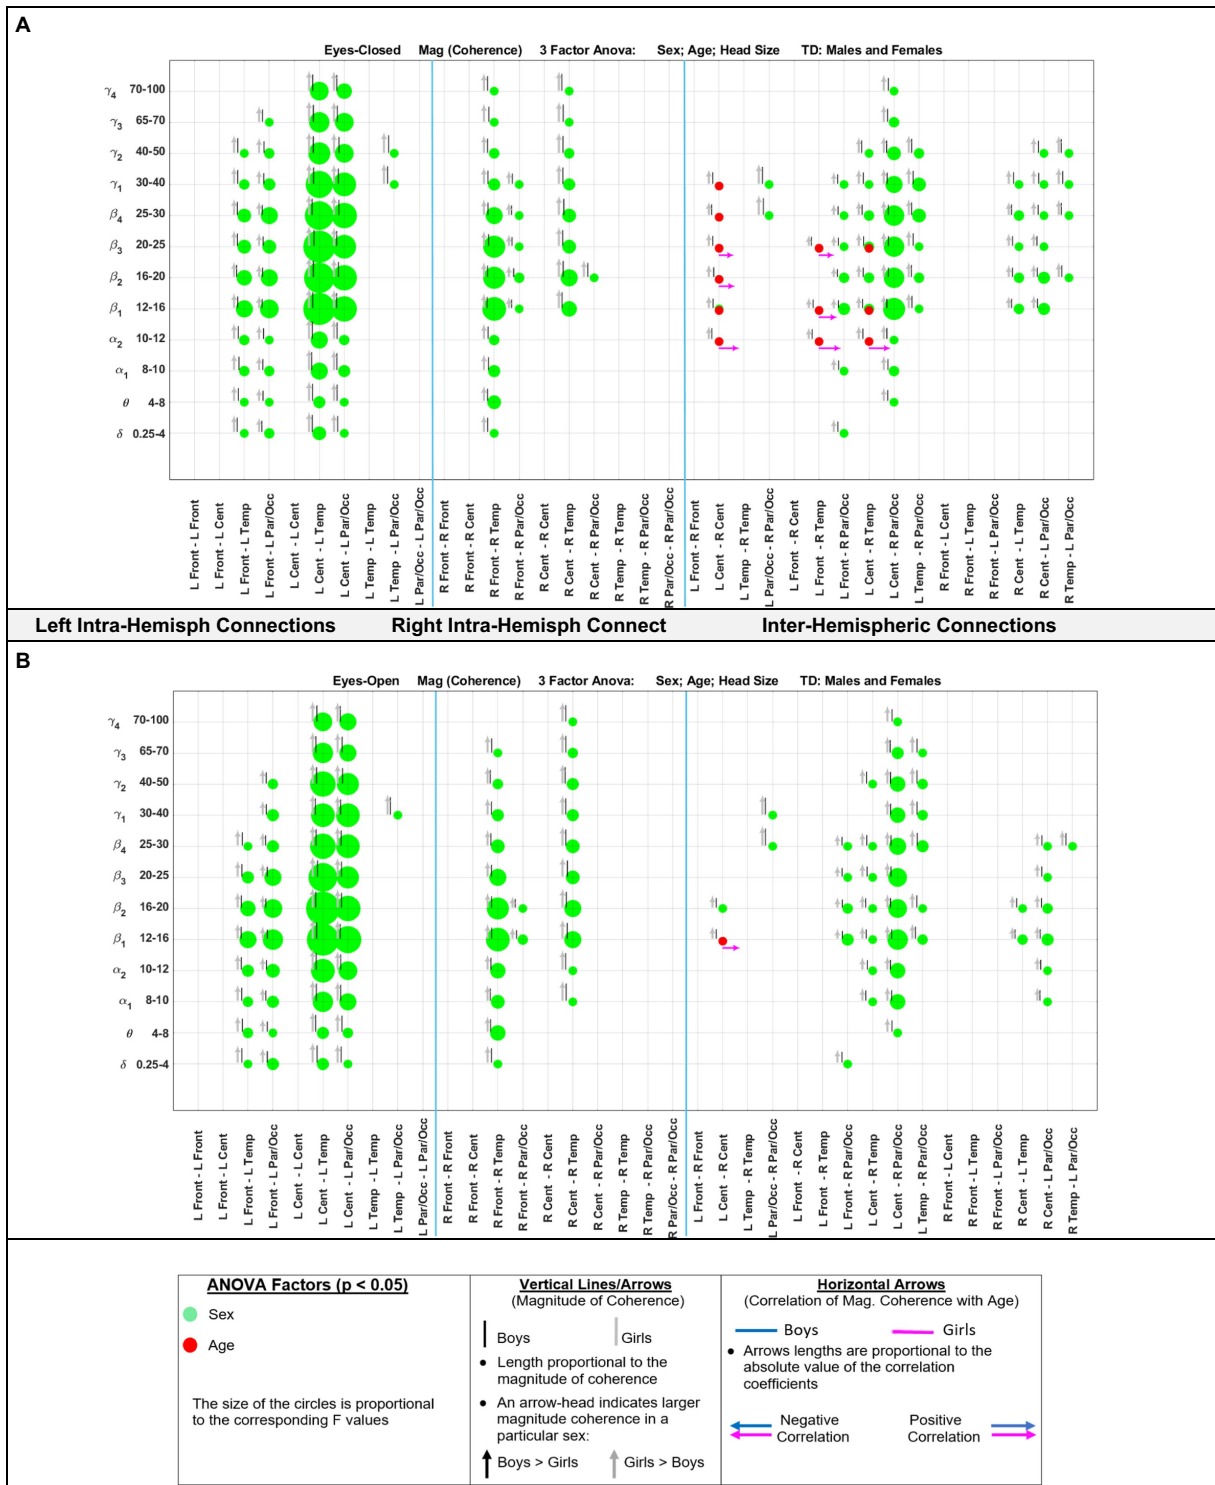 A
Eyes-Closed Mag (Coherence) 3 Factor Anova: Sex; Age; Head Size TD: Males and Females
γ4 70-100
γ3 65-70
γ2 40-50
γ1 30-40
β4 25-30
β3 20-25
β2 16-20
β1 12-16
α2 10-12
α1 8-10
θ 4-8
δ 0.25-4
L Front - L Front
L Front - L Cent
L Front - L Temp
L Front - L Par/Occ
L Cent - L Cent
L Cent - L Temp
L Cent - L Par/Occ
L Temp - L Temp
L Temp - L Par/Occ
L Par/Occ - L Par/Occ
R Front - R Front
R Front - R Cent
R Front - R Temp
R Front - R Par/Occ
R Cent - R Cent
R Cent - R Temp
R Cent - R Par/Occ
R Temp - R Temp
R Temp - R Par/Occ
R Par/Occ - R Par/Occ
L Front - R Front
L Cent - R Cent
L Temp - R Temp
L Par/Occ - R Par/Occ
L Front - R Cent
L Front - R Temp
L Front - R Par/Occ
L Cent - R Temp
L Cent - R Par/Occ
L Temp - R Par/Occ
R Front - L Cent
R Front - L Temp
R Front - L Par/Occ
R Cent - L Temp
R Cent - L Par/Occ
R Temp - L Par/Occ
Left Intra-Hemisph Connections Right Intra-Hemisph Connect Inter-Hemispheric Connections
B
Eyes-Open Mag (Coherence) 3 Factor Anova: Sex; Age; Head Size TD: Males and Females
γ4 70-100
γ3 65-70
γ2 40-50
γ1 30-40
β4 25-30
β3 20-25
β2 16-20
β1 12-16
α2 10-12
α1 8-10
θ 4-8
δ 0.25-4
L Front - L Front
L Front - L Cent
L Front - L Temp
L Front - L Par/Occ
L Cent - L Cent
L Cent - L Temp
L Cent - L Par/Occ
L Temp - L Temp
L Temp - L Par/Occ
L Par/Occ - L Par/Occ
R Front - R Front
R Front - R Cent
R Front - R Temp
R Front - R Par/Occ
R Cent - R Cent
R Cent - R Temp
R Cent - R Par/Occ
R Temp - R Temp
R Temp - R Par/Occ
R Par/Occ - R Par/Occ
L Front - R Front
L Cent - R Cent
L Temp - R Temp
L Par/Occ - R Par/Occ
L Front - R Cent
L Front - R Temp
L Front - R Par/Occ
L Cent - R Temp
L Cent - R Par/Occ
L Temp - R Par/Occ
R Front - L Cent
R Front - L Temp
R Front - L Par/Occ
R Cent - L Temp
R Cent - L Par/Occ
R Temp - L Par/Occ
ANOVA Factors (p < 0.05)
Sex
Age
The size of the circles is proportional
to the corresponding F values
Vertical Lines/Arrows
(Magnitude of Coherence)
Boys Girls
• Length proportional to the
magnitude of coherence
• An arrow-head indicates larger
magnitude coherence in a
particular sex:
Boys > Girls Girls > Boys
Horizontal Arrows
(Correlation of Mag. Coherence with Age)
Boys Girls
• Arrows lengths are proportional to the
absolute value of the correlation
coefficients
Negative
Correlation
Positive
Correlation